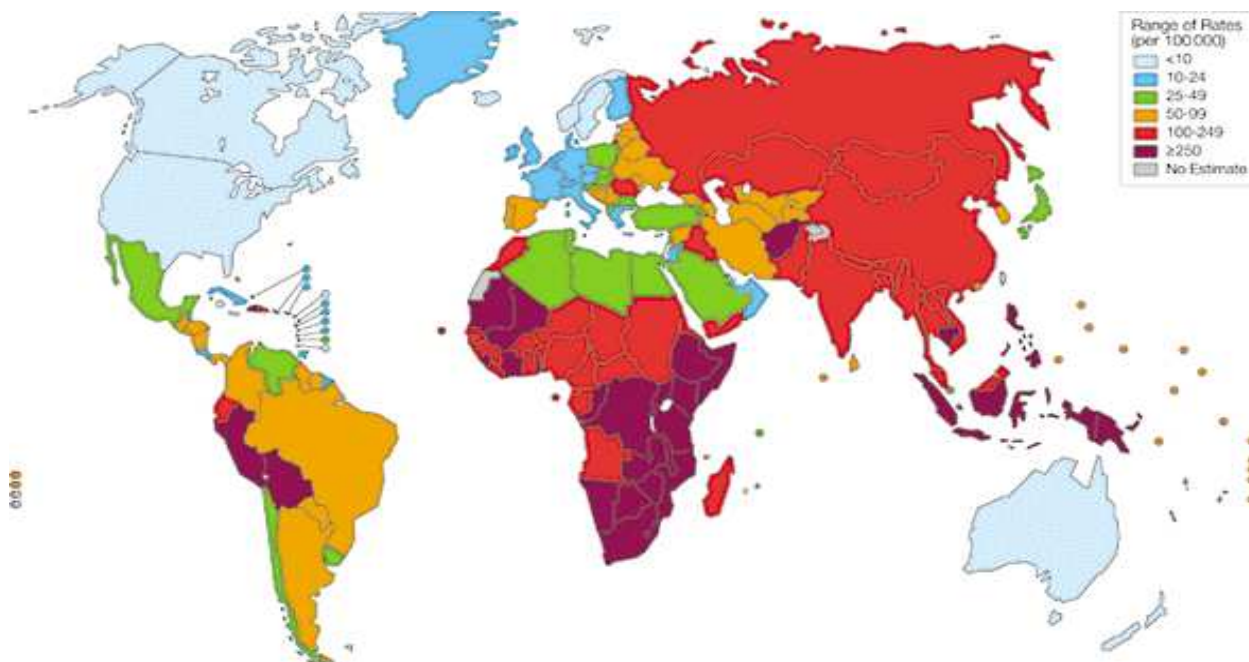 Range of Rates
(per 100 000)
<10
10-24
25-49
50-99
100-249
≥250
No Estimate